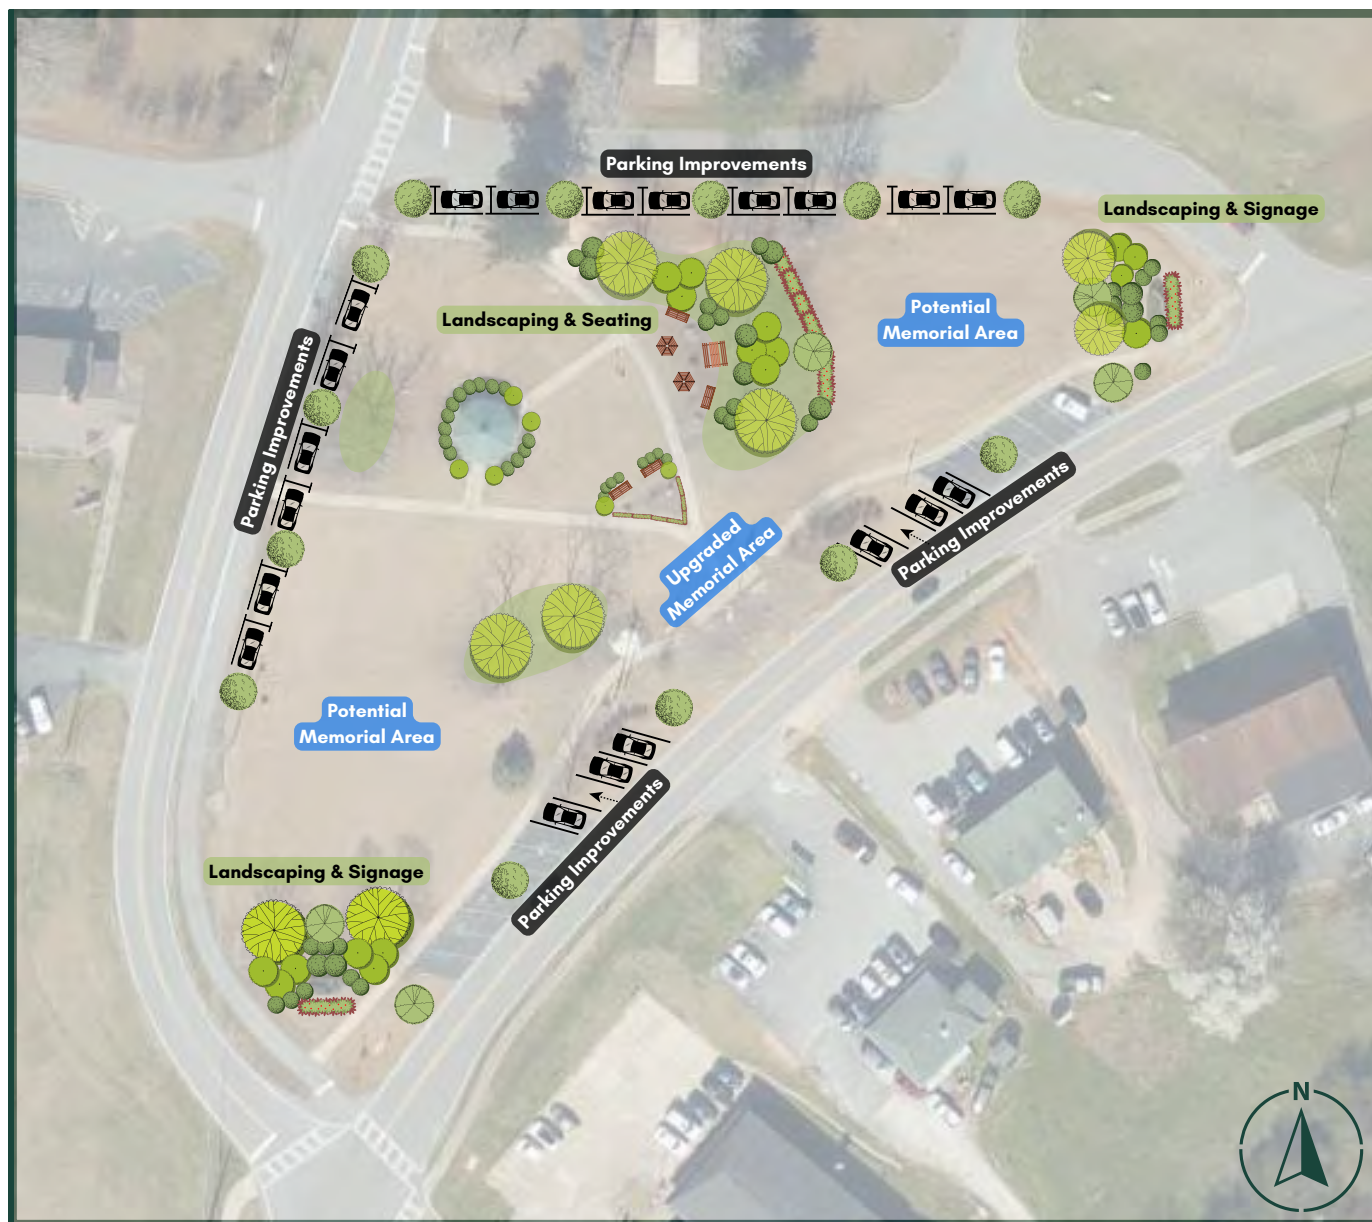 Parking Improvements
Landscaping & Signage
Potential
Memorial Area
Landscaping & Seating
Parking Improvements
Parking Improvements
Upgraded
Memorial Area
Potential
Memorial Area
Parking Improvements
Landscaping & Signage
N